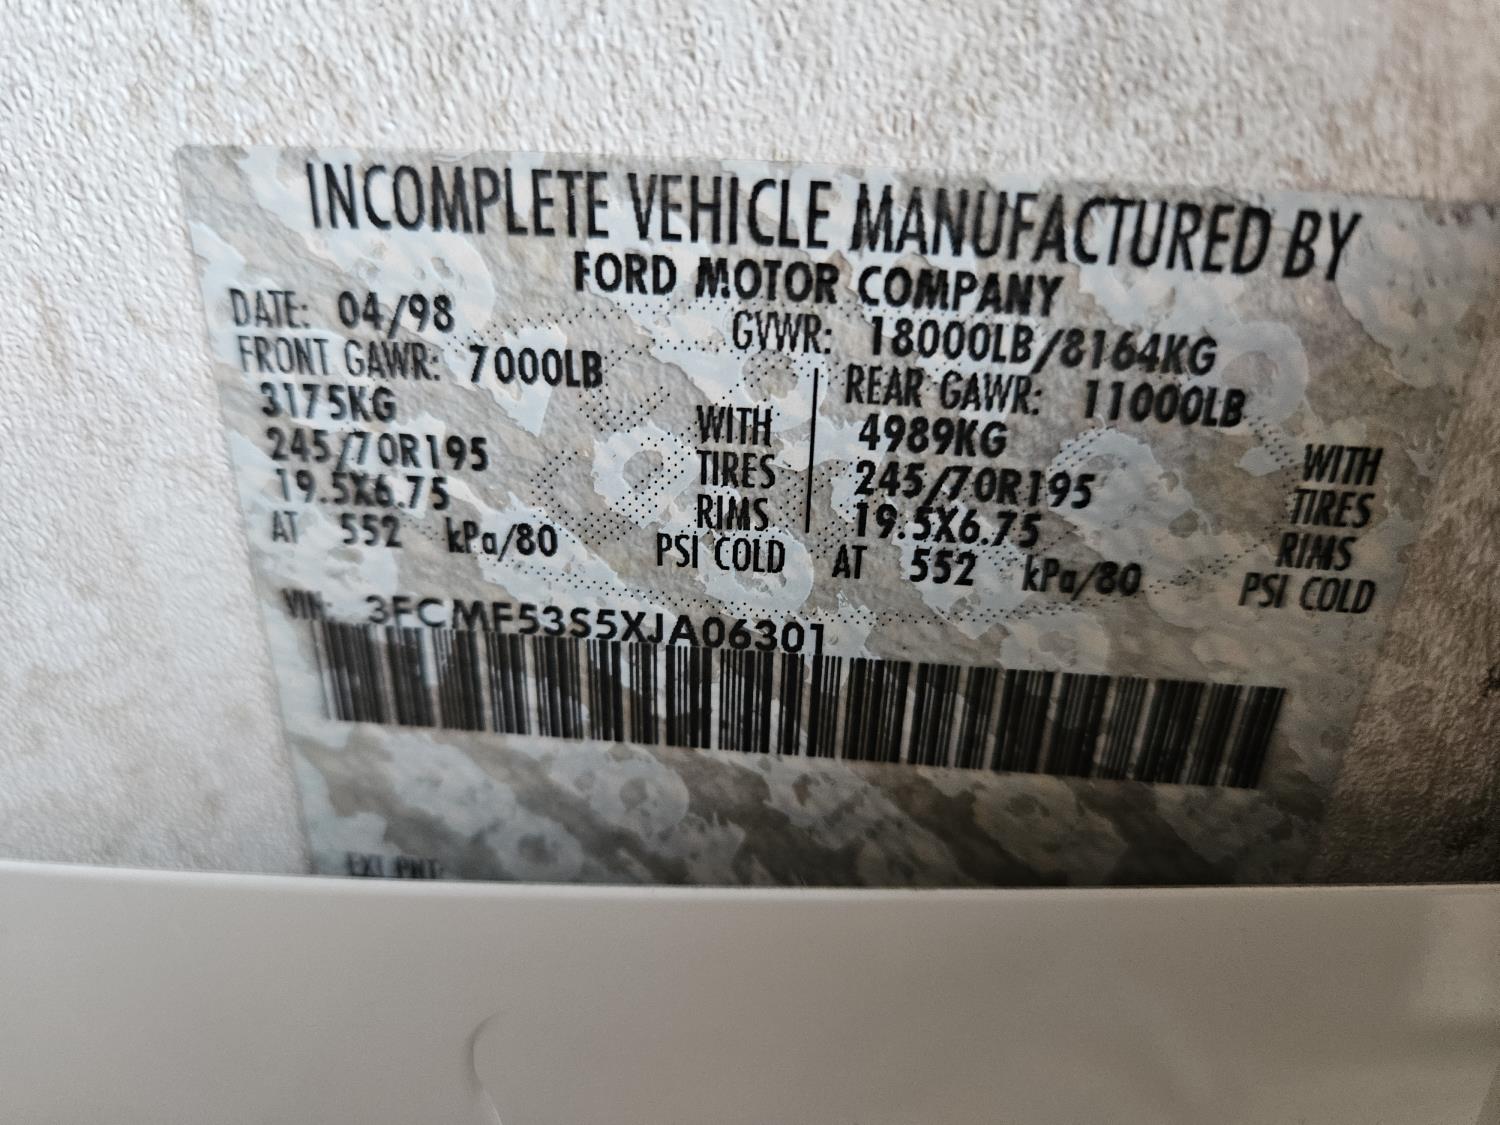 INCOMPLETE VEHICLE MANUFACTURED BY
FORD MOTOR COMPANY
DATE: 04/98 GVWR: 18000LB/8164KG
FRONT GAWR: 7000LB
3175KG WITH
245/70R195 TIRES
19.5X6.75 RIMS
AT 552 kPa/80 PSI COLD
REAR GAWR: 11000LB
4989KG WITH
245/70R195 TIRES
19.5X6.75 RIMS
AT 552 kPa/80 PSI COLD
VIN: 3FCMF53S5XJA06301
EXT PNT: